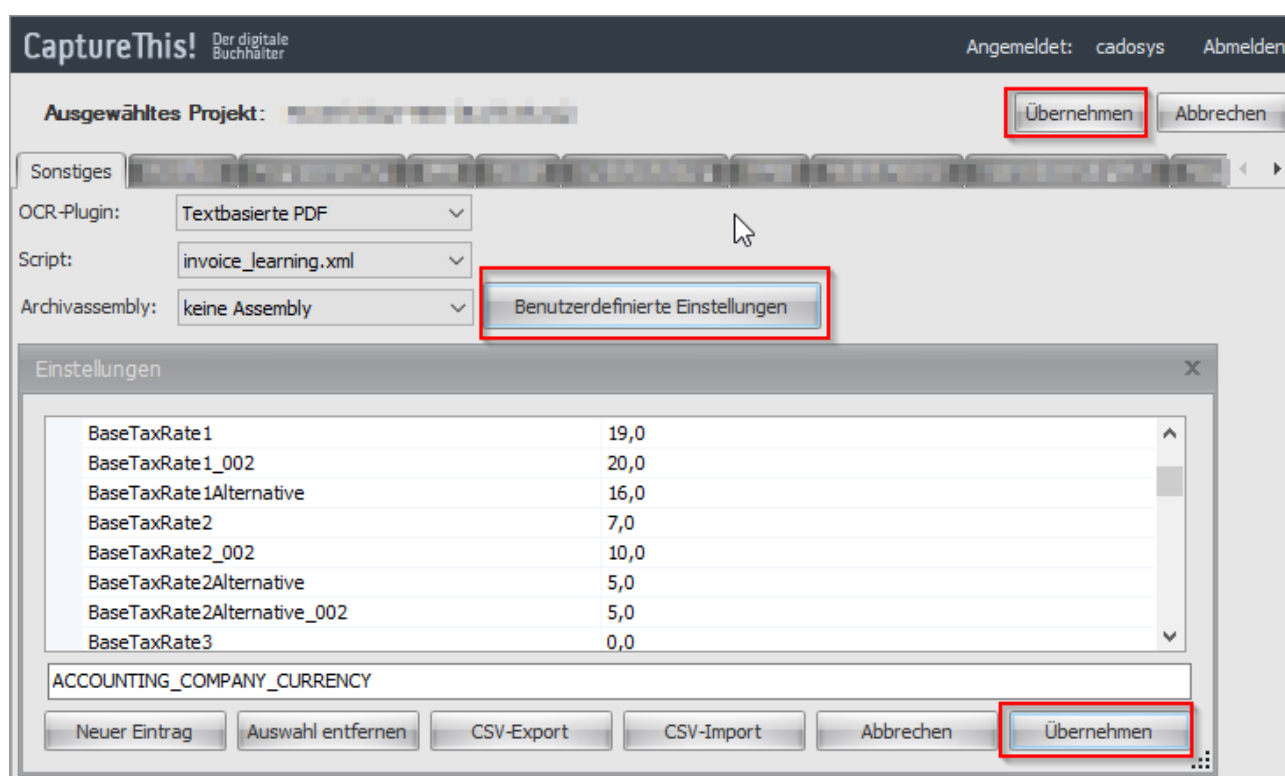 CaptureThis! Der digitale Buchhalter Angemeldet: cadosys Abmelden
Ausgewähltes Projekt: Übernehmen Abbrechen
Sonstiges
OCR-Plugin: Textbasierte PDF
Script: invoice_learning.xml
Archivassembly: keine Assembly Benutzerdefinierte Einstellungen
Einstellungen X
BaseTaxRate1 19,0
BaseTaxRate1_002 20,0
BaseTaxRate1Alternative 16,0
BaseTaxRate2 7,0
BaseTaxRate2_002 10,0
BaseTaxRate2Alternative 5,0
BaseTaxRate2Alternative_002 5,0
BaseTaxRate3 0,0
ACCOUNTING_COMPANY_CURRENCY
Neuer Eintrag Auswahl entfernen CSV-Export CSV-Import Abbrechen Übernehmen